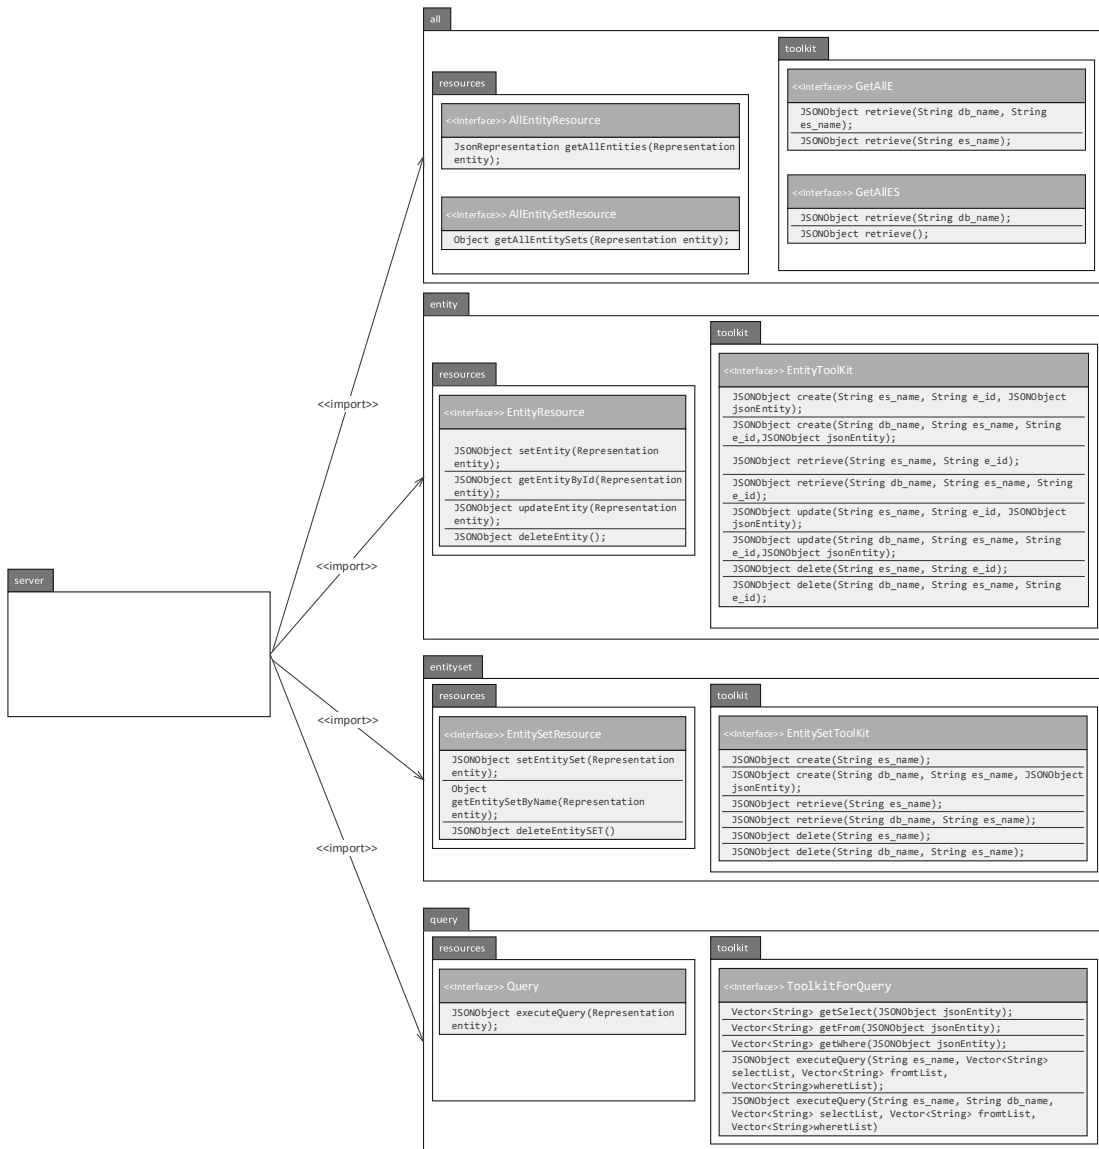 all
resources
<<Interface>> AllEntityResource
JsonRepresentation getAllEntities(Representation
entity);
<<Interface>> AllEntitySetResource
Object getAllEntitySets(Representation entity);
toolkit
<<Interface>> GetAllE
JSONObject retrieve(String db_name, String
es_name);
JSONObject retrieve(String es_name);
<<Interface>> GetAllES
JSONObject retrieve(String db_name);
JSONObject retrieve();
entity
resources
<<Interface>> EntityResource
JSONObject setEntity(Representation
entity);
JSONObject getEntityById(Representation
entity);
JSONObject updateEntity(Representation
entity);
JSONObject deleteEntity();
toolkit
<<Interface>> EntityToolKit
JSONObject create(String es_name, String e_id, JSONObject
jsonEntity);
JSONObject create(String db_name, String es_name, String
e_id,JSONObject jsonEntity);
JSONObject retrieve(String es_name, String e_id);
JSONObject retrieve(String db_name, String es_name, String
e_id);
JSONObject update(String es_name, String e_id, JSONObject
jsonEntity);
JSONObject update(String db_name, String es_name, String
e_id,JSONObject jsonEntity);
JSONObject delete(String es_name, String e_id);
JSONObject delete(String db_name, String es_name, String
e_id);
<<import>>
<<import>>
server
<<import>>
<<import>>
entityset
resources
<<Interface>> EntitySetResource
JSONObject setEntitySet(Representation
entity);
Object
getEntitySetByName(Representation
entity);
JSONObject deleteEntitySET()
toolkit
<<Interface>> EntitySetToolKit
JSONObject create(String es_name);
JSONObject create(String db_name, String es_name, JSONObject
jsonEntity);
JSONObject retrieve(String es_name);
JSONObject retrieve(String db_name, String es_name);
JSONObject delete(String es_name);
JSONObject delete(String db_name, String es_name);
query
resources
<<Interface>> Query
JSONObject executeQuery(Representation
entity);
toolkit
<<Interface>> ToolkitForQuery
Vector<String> getSelect(JSONObject jsonEntity);
Vector<String> getFrom(JSONObject jsonEntity);
Vector<String> getWhere(JSONObject jsonEntity);
JSONObject executeQuery(String es_name, Vector<String>
selectList, Vector<String> fromtList,
Vector<String>wheretList);
JSONObject executeQuery(String es_name, String db_name,
Vector<String> selectList, Vector<String> fromtList,
Vector<String>wheretList)